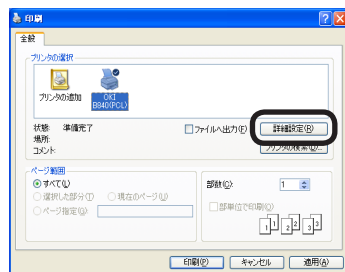 印刷
全般
プリンタの選択
プリンタの追加
OKI
B840(PCL)
状態: 準備完了
場所:
コメント:
ファイルへ出力(F)
詳細設定(R)
プリンタの検索(D)...
ページ範囲
すべて(L)
選択した部分(T)
現在のページ(U)
ページ指定(G)
部数(C):
1
部単位で印刷(O)
1 1 2 2 3 3
印刷(P)
キャンセル
適用(A)